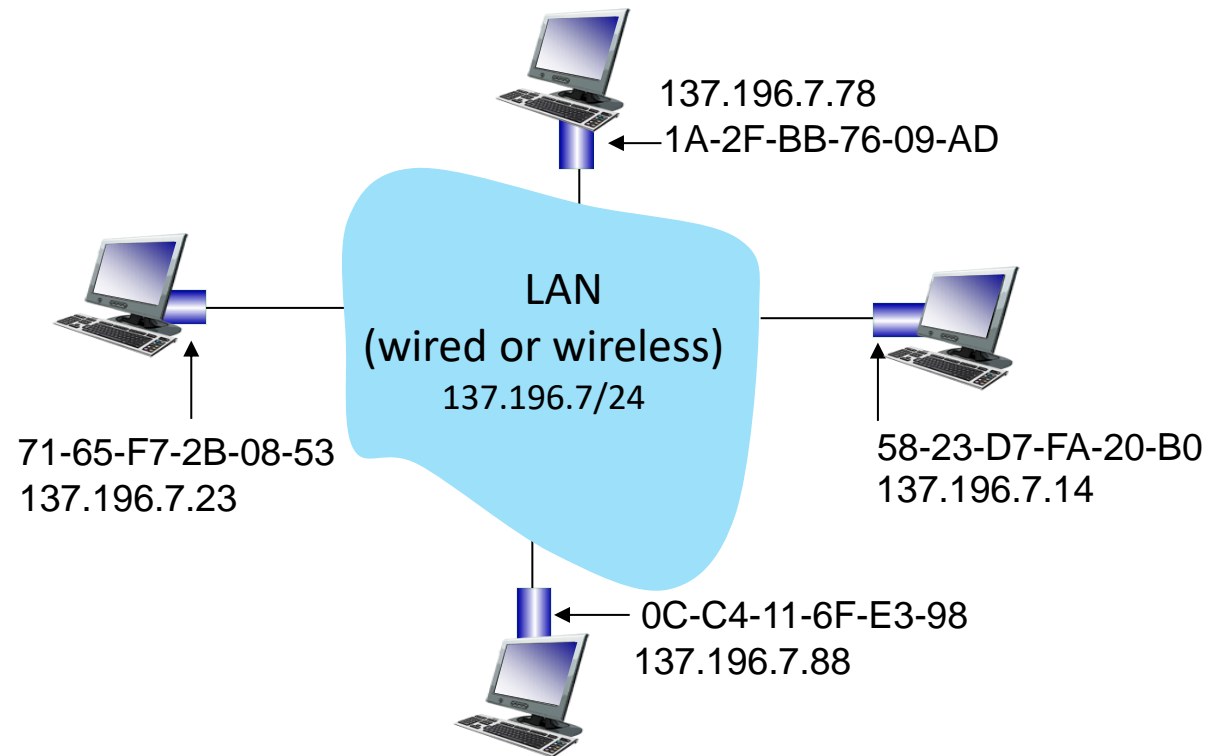 137.196.7.78
1A-2F-BB-76-09-AD
LAN
(wired or wireless)
137.196.7/24
71-65-F7-2B-08-53
137.196.7.23
58-23-D7-FA-20-B0
137.196.7.14
0C-C4-11-6F-E3-98
137.196.7.88